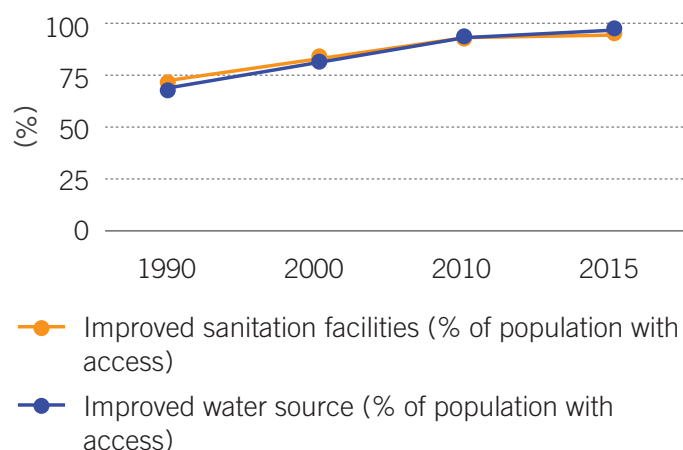 100
75
50
25
0
(%)
1990 2000 2010 2015
Improved sanitation facilities (% of population with
access)
Improved water source (% of population with
access)